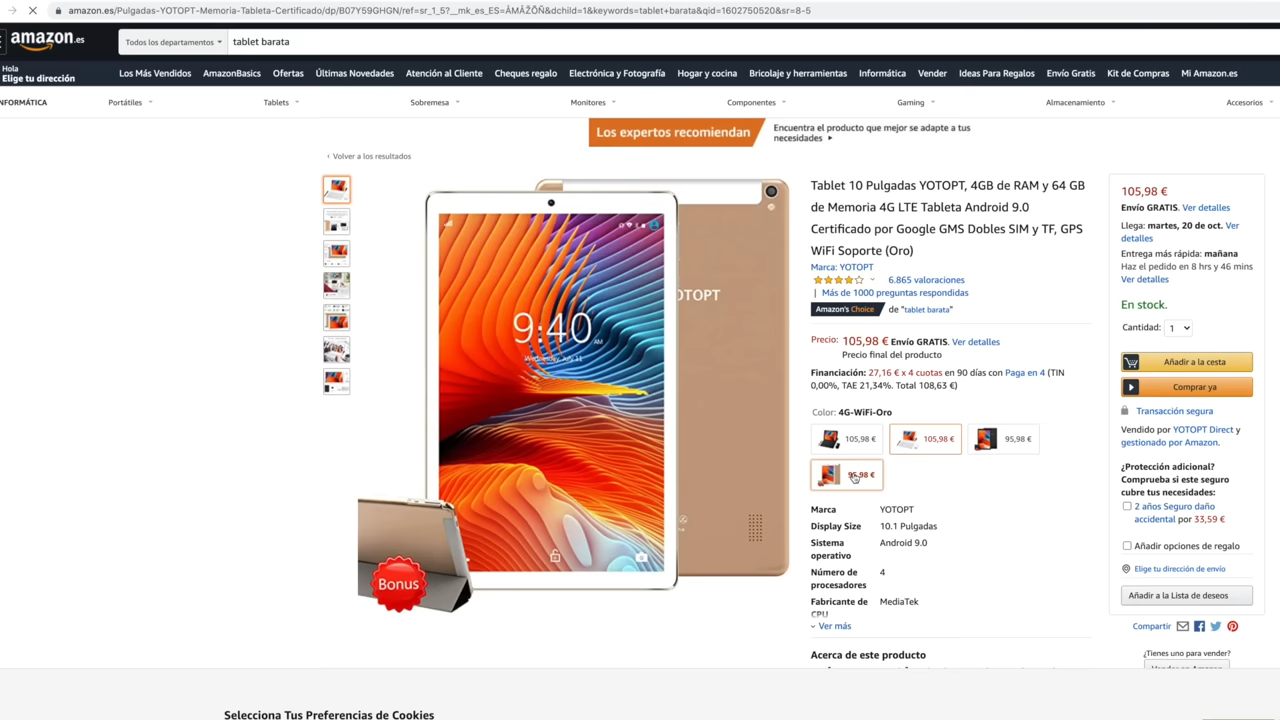 amazon.es/Pulgadas-YOTOPT-Memoria-Tableta-Certificado/dp/B07Y59GHGN/ref=sr_1_5?__mk_es_ES=ÅMÅŽÕÑ&dchild=1&keywords=tablet+barata&qid=1602750520&sr=8-5
amazon.es
Todos los departamentos
tablet barata
Hola
Elige tu dirección
Los Más Vendidos
AmazonBasics
Ofertas
Últimas Novedades
Atención al Cliente
Cheques regalo
Electrónica y Fotografía
Hogar y cocina
Bricolaje y herramientas
Informática
Vender
Ideas Para Regalos
Envío Gratis
Kit de Compras
Mi Amazon.es
NFORMÁTICA
Portátiles
Tablets
Sobremesa
Monitores
Componentes
Gaming
Almacenamiento
Accesorios
Los expertos recomiendan
Encuentra el producto que mejor se adapte a tus
necesidades
‹ Volver a los resultados
OTOPT
9:40 AM
Wednesday, July 11
Bonus
Tablet 10 Pulgadas YOTOPT, 4GB de RAM y 64 GB
de Memoria 4G LTE Tableta Android 9.0
Certificado por Google GMS Dobles SIM y TF, GPS
WiFi Soporte (Oro)
Marca: YOTOPT
6.865 valoraciones
| Más de 1000 preguntas respondidas
Amazon's Choice de "tablet barata"
Precio: 105,98 € Envío GRATIS. Ver detalles
Precio final del producto
Financiación: 27,16 € x 4 cuotas en 90 días con Paga en 4 (TIN
0,00%, TAE 21,34%. Total 108,63 €)
Color: 4G-WiFi-Oro
105,98 €
105,98 €
95,98 €
95,98 €
Marca YOTOPT
Display Size 10.1 Pulgadas
Sistema
operativo
Android 9.0
Número de
procesadores
4
Fabricante de
CPU
MediaTek
Ver más
Acerca de este producto
105,98 €
Envío GRATIS. Ver detalles
Llega: martes, 20 de oct. Ver
detalles
Entrega más rápida: mañana
Haz el pedido en 8 hrs y 46 mins
Ver detalles
En stock.
Cantidad: 1
Añadir a la cesta
Comprar ya
Transacción segura
Vendido por YOTOPT Direct y
gestionado por Amazon.
¿Protección adicional?
Comprueba si este seguro
cubre tus necesidades:
2 años Seguro daño
accidental por 33,59 €
Añadir opciones de regalo
Elige tu dirección de envío
Añadir a la Lista de deseos
Compartir
¿Tienes uno para vender?
Vender en Amazon
Selecciona Tus Preferencias de Cookies